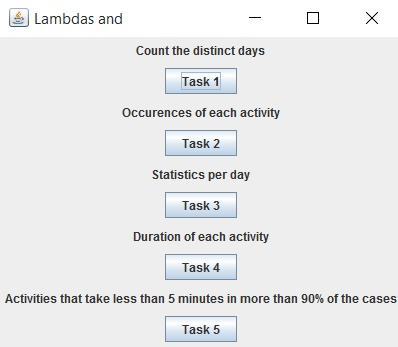 Lambdas and
Count the distinct days
Task 1
Occurences of each activity
Task 2
Statistics per day
Task 3
Duration of each activity
Task 4
Activities that take less than 5 minutes in more than 90% of the cases
Task 5